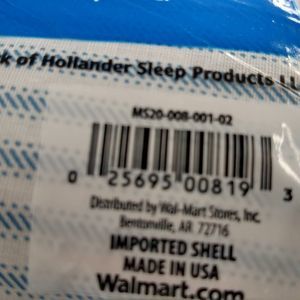 k of Hollander Sleep Products LL
MS20-008-001-02
0 25695 00819 3
Distributed by Wal-Mart Stores, Inc.
Bentonville, AR 72716
IMPORTED SHELL
MADE IN USA
Walmart.com